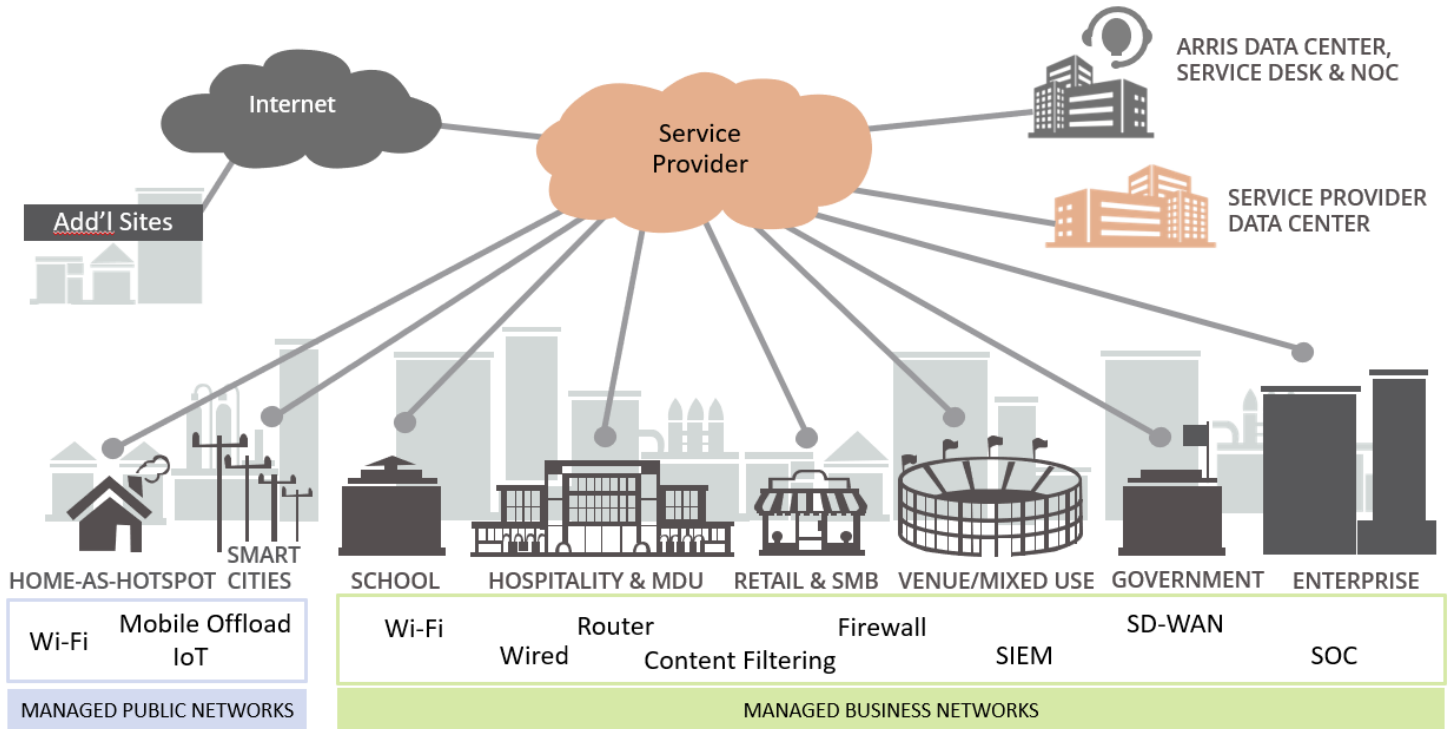 Internet
Service
Provider
ARRIS DATA CENTER,
SERVICE DESK & NOC
SERVICE PROVIDER
DATA CENTER
Add'l Sites
HOME-AS-HOTSPOT
SMART
CITIES
SCHOOL
HOSPITALITY & MDU
RETAIL & SMB
VENUE/MIXED USE
GOVERNMENT
ENTERPRISE
Wi-Fi
Mobile Offload
IoT
Wi-Fi
Router
Firewall
SD-WAN
Wired
Content Filtering
SIEM
SOC
MANAGED PUBLIC NETWORKS
MANAGED BUSINESS NETWORKS